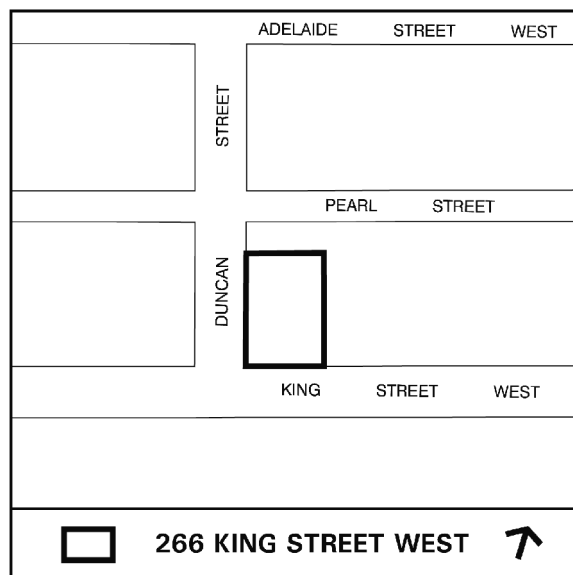 ADELAIDE STREET WEST
STREET
PEARL STREET
DUNCAN
KING STREET WEST
266 KING STREET WEST